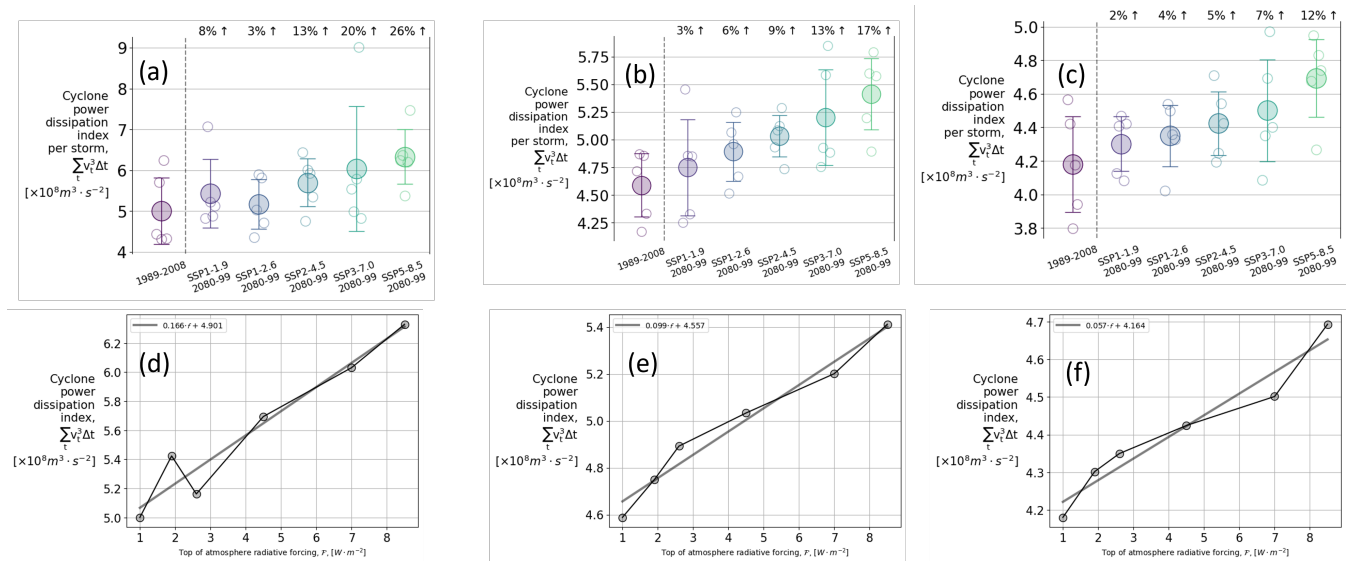 8% ↑ 3% ↑ 13% ↑ 20% ↑ 26% ↑
(a)
Cyclone
power
dissipation
index
per storm,
∑v³ₜΔt
t
[×10⁸m³ · s⁻²]
9
8
7
6
5
4
1989-2008
SSP1-1.9
2080-99
SSP1-2.6
2080-99
SSP2-4.5
2080-99
SSP3-7.0
2080-99
SSP5-8.5
2080-99
3% ↑ 6% ↑ 9% ↑ 13% ↑ 17% ↑
(b)
Cyclone
power
dissipation
index
per storm,
∑v³ₜΔt
t
[×10⁸m³ · s⁻²]
5.75
5.50
5.25
5.00
4.75
4.50
4.25
1989-2008
SSP1-1.9
2080-99
SSP1-2.6
2080-99
SSP2-4.5
2080-99
SSP3-7.0
2080-99
SSP5-8.5
2080-99
2% ↑ 4% ↑ 5% ↑ 7% ↑ 12% ↑
(c)
Cyclone
power
dissipation
index
per storm,
∑v³ₜΔt
t
[×10⁸m³ · s⁻²]
5.0
4.8
4.6
4.4
4.2
4.0
3.8
1989-2008
SSP1-1.9
2080-99
SSP1-2.6
2080-99
SSP2-4.5
2080-99
SSP3-7.0
2080-99
SSP5-8.5
2080-99
0.166·f + 4.901
(d)
Cyclone
power
dissipation
index,
∑v³ₜΔt
t
[×10⁸m³ · s⁻²]
6.2
6.0
5.8
5.6
5.4
5.2
5.0
1 2 3 4 5 6 7 8
Top of atmosphere radiative forcing, F, [W · m⁻²]
0.099·f + 4.557
(e)
Cyclone
power
dissipation
index,
∑v³ₜΔt
t
[×10⁸m³ · s⁻²]
5.4
5.2
5.0
4.8
4.6
1 2 3 4 5 6 7 8
Top of atmosphere radiative forcing, F, [W · m⁻²]
0.057·f + 4.164
(f)
Cyclone
power
dissipation
index,
∑v³ₜΔt
t
[×10⁸m³ · s⁻²]
4.7
4.6
4.5
4.4
4.3
4.2
1 2 3 4 5 6 7 8
Top of atmosphere radiative forcing, F, [W · m⁻²]